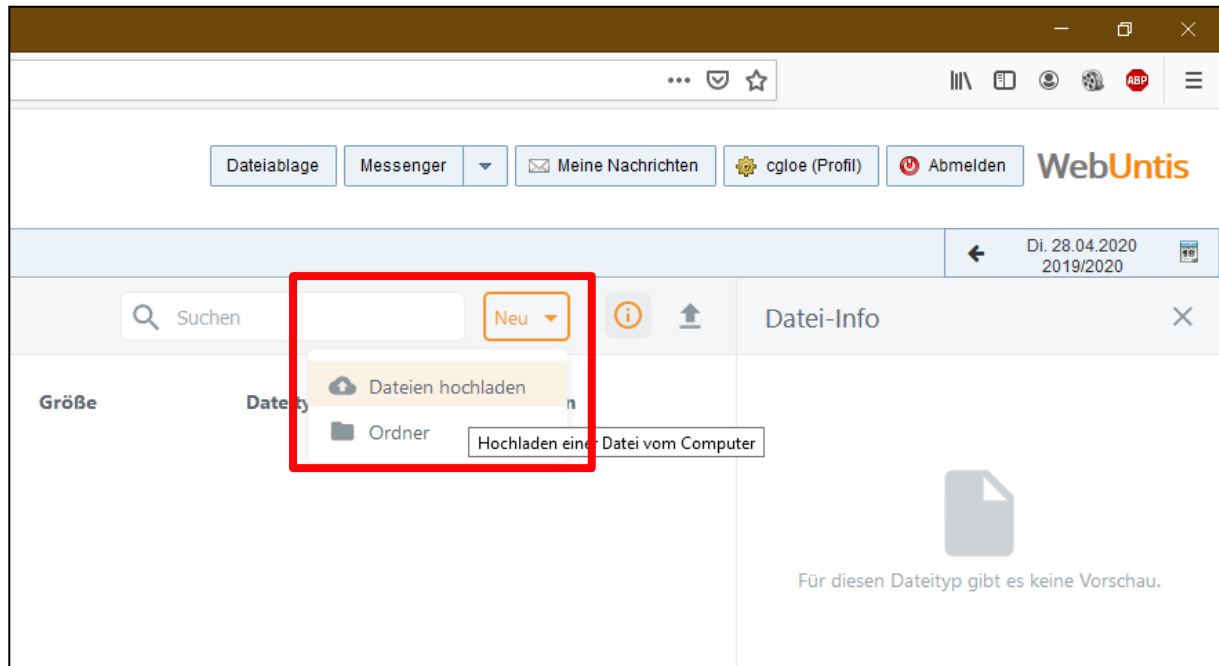 ABP
Dateiablage
Messenger
Meine Nachrichten
cgloe (Profil)
Abmelden
WebUntis
Di. 28.04.2020
2019/2020
18
Suchen
Neu
Datei-Info
Dateien hochladen
Größe
Ordner
Hochladen einer Datei vom Computer
Für diesen Dateityp gibt es keine Vorschau.